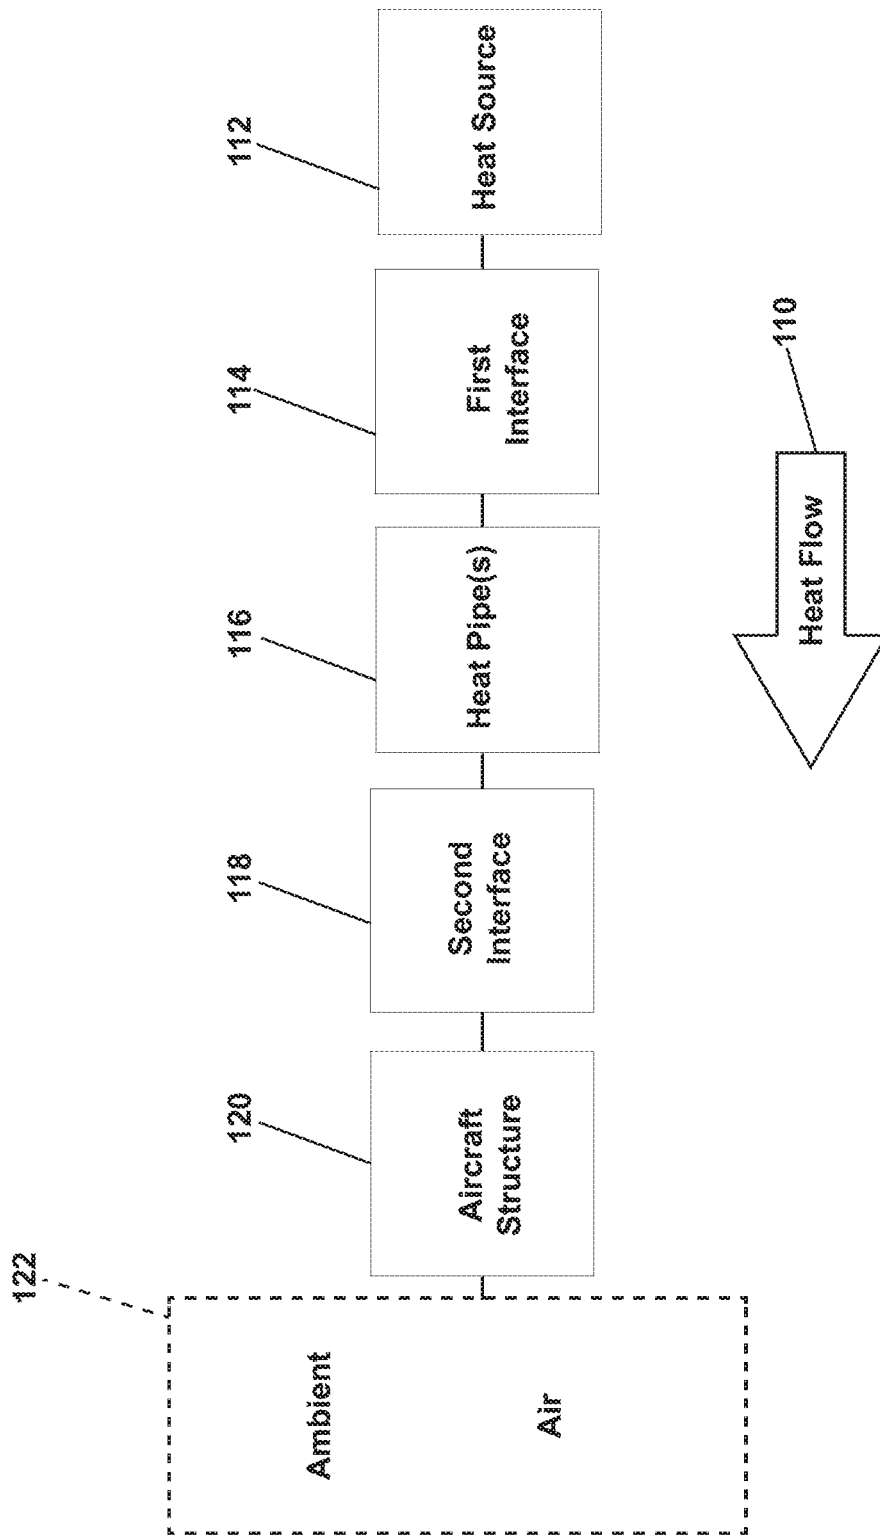 122
Ambient
Air
120
Aircraft
Structure
118
Second
Interface
116
Heat Pipe(s)
114
First
Interface
112
Heat Source
110
Heat Flow